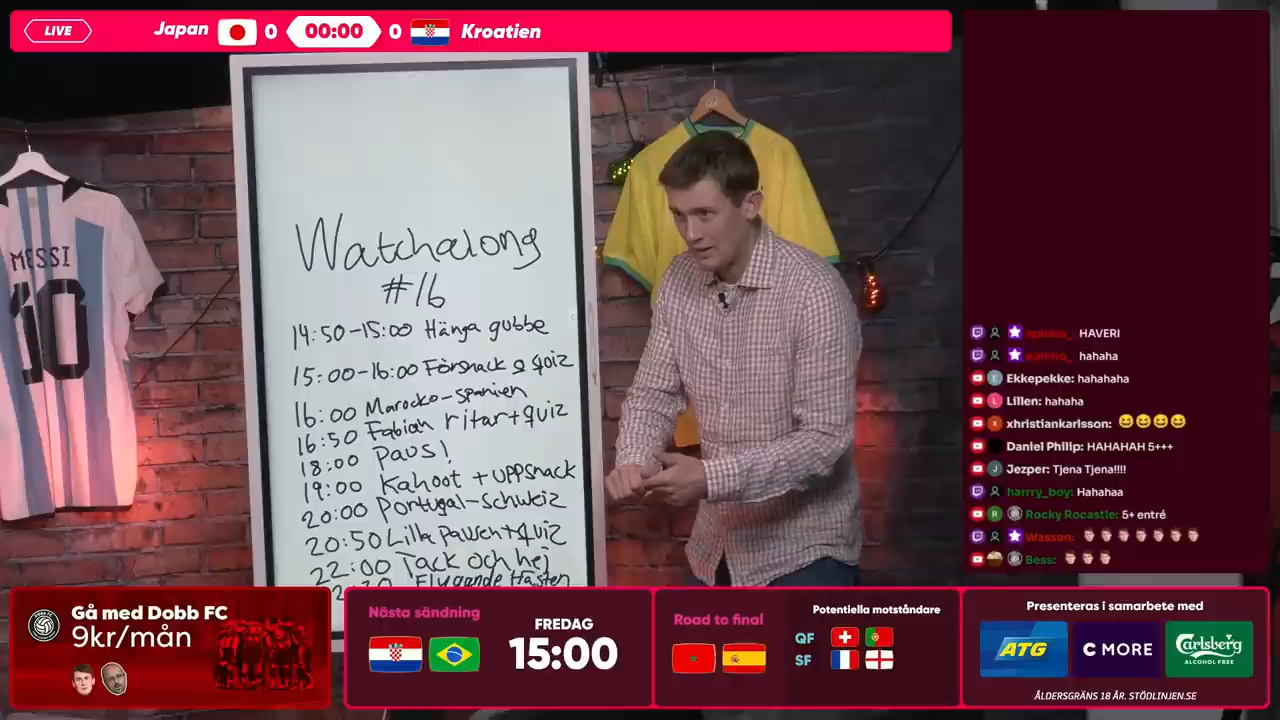 LIVE
Japan 0 00:00 0 Kroatien
MESSI
10
Watchalong
#16
14:50-15:00 Hänga gubbe
15:00-16:00 Försnack & quiz
16:00 Marocko-spanien
16:50 Fabian ritar+quiz
18:00 Paus!
19:00 Kahoot + uppsnack
20:00 Portugal-Schweiz
20:50 Lilla pausen+quiz
22:00 Tack och hej
Flygande Hästen
HAVERI
hahaha
Ekkepekke: hahahaha
Lillen: hahaha
xhristiankarlsson:
Daniel Philip: HAHAHAH 5+++
Jezper: Tjena Tjena!!!!
harrry_boy: Hahahaa
Rocky Rocastle: 5+ entré
Wasson:
Bess:
Gå med Dobb FC
9kr/mån
Nästa sändning
FREDAG
15:00
Road to final
Potentiella motståndare
QF
SF
Presenteras i samarbete med
ATG
C MORE
Carlsberg
ALCOHOL FREE
ÅLDERSGRÄNS 18 ÅR. STÖDLINJEN.SE